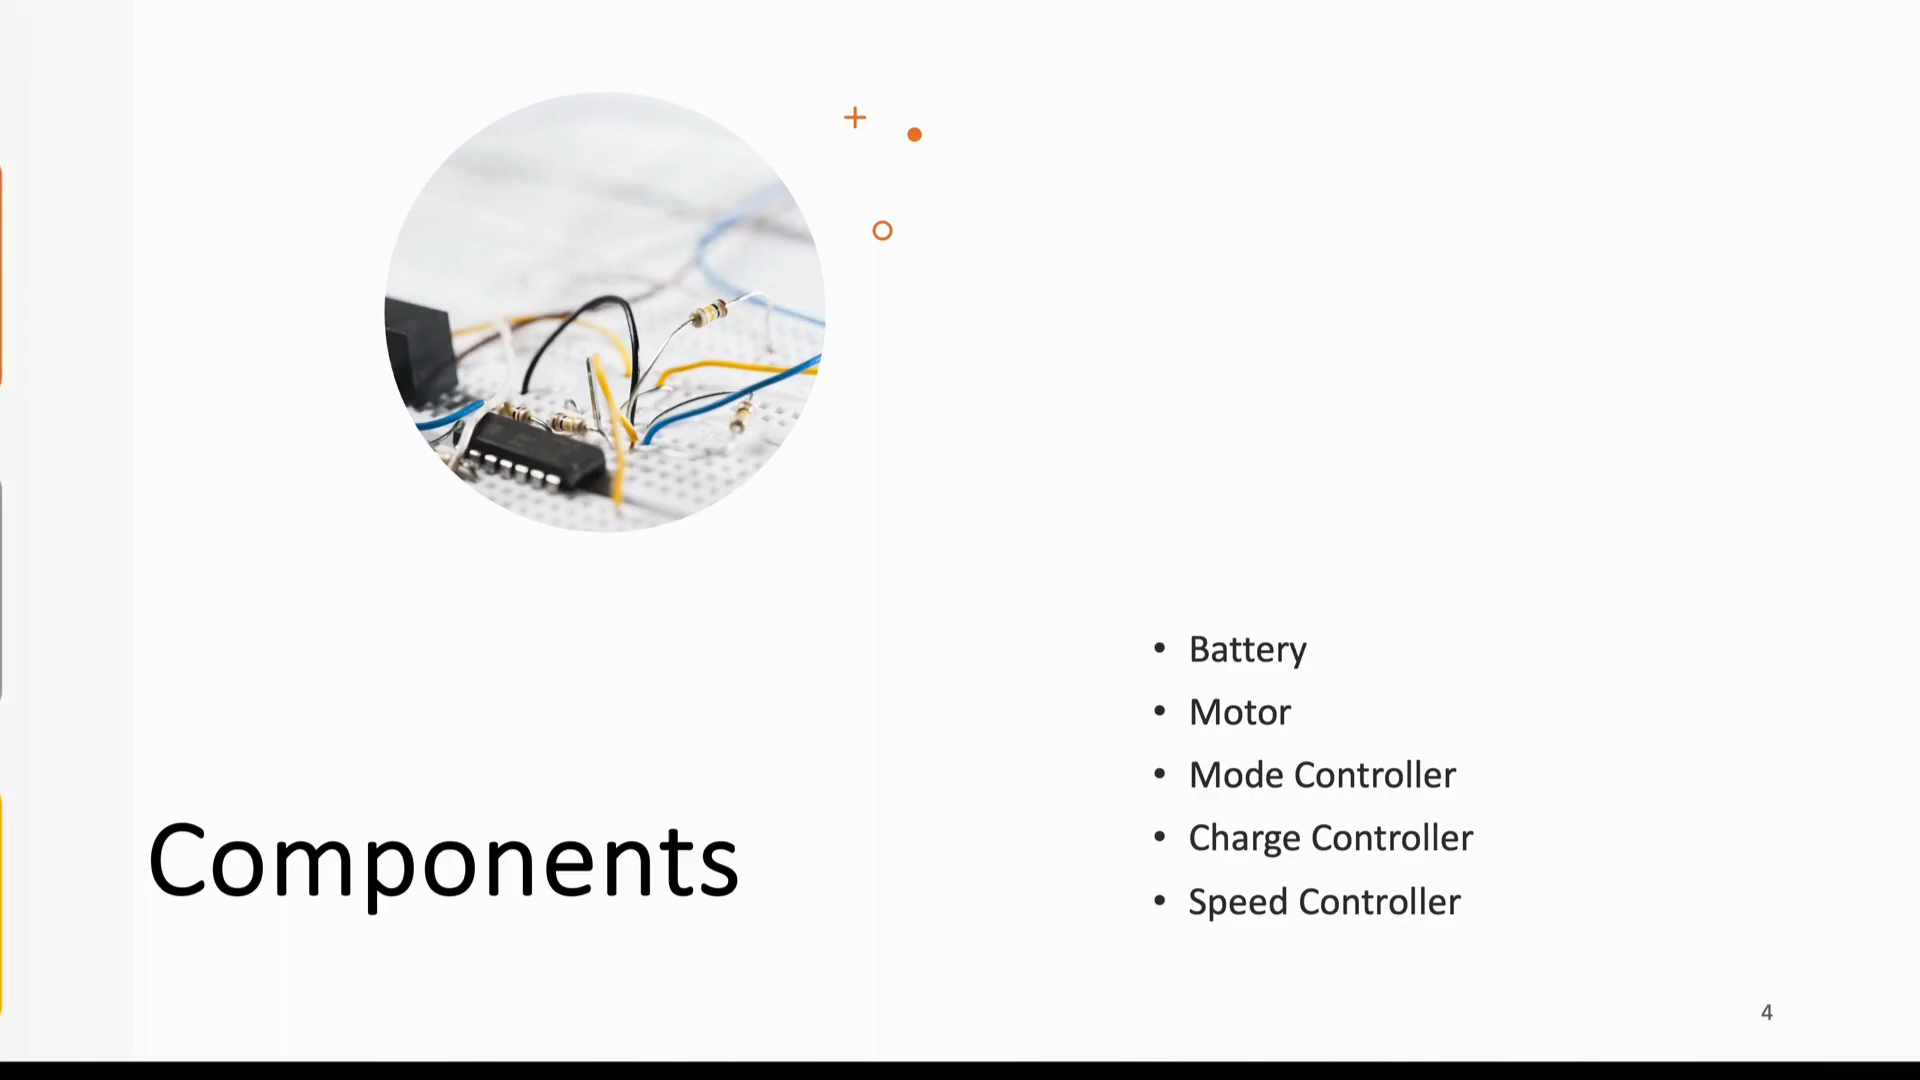 Components
• Battery
• Motor
• Mode Controller
• Charge Controller
• Speed Controller
4